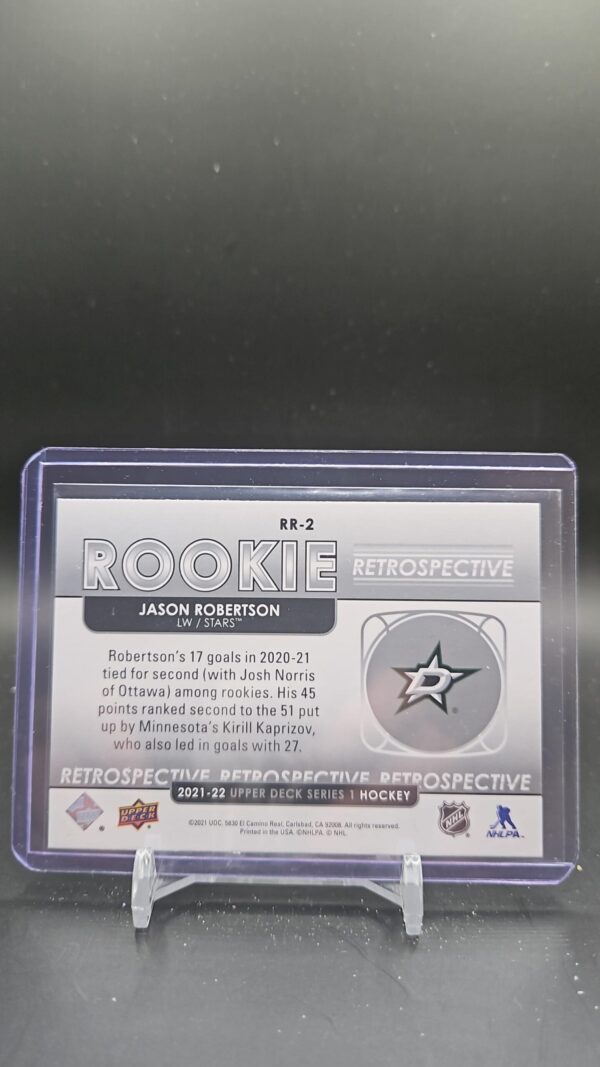 RR-2
ROOKIE
RETROSPECTIVE
JASON ROBERTSON
LW / STARS™
Robertson's 17 goals in 2020-21
tied for second (with Josh Norris
of Ottawa) among rookies. His 45
points ranked second to the 51 put
up by Minnesota's Kirill Kaprizov,
who also led in goals with 27.
D
RETROSPECTIVE RETROSPECTIVE RETROSPECTIVE
2021-22 UPPER DECK SERIES 1 HOCKEY
UPPER DECK
©2021 UDC. 5830 El Camino Real, Carlsbad, CA 92008. All rights reserved.
Printed in the USA. ©NHLPA. © NHL.
NHL
NHLPA